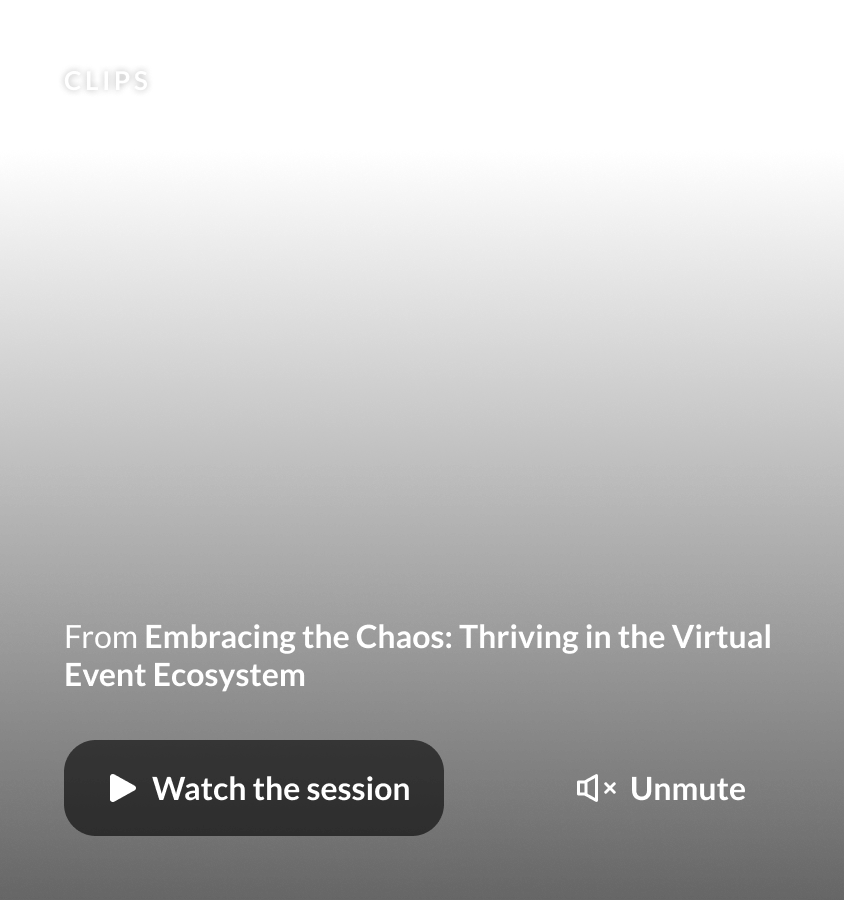 CLIPS
From Embracing the Chaos: Thriving in the Virtual
Event Ecosystem
Watch the session
Unmute